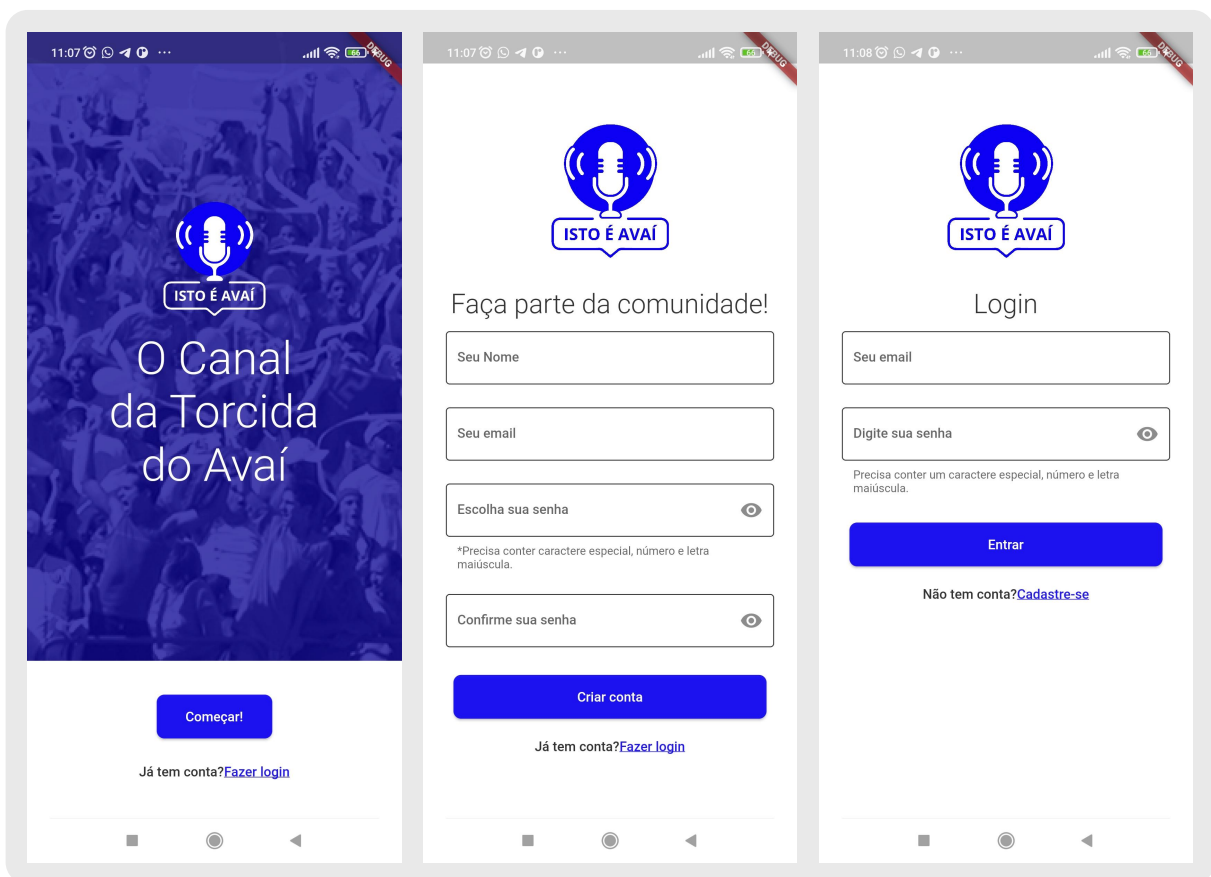 11:07
66
DEBUG
ISTO É AVAÍ
O Canal
da Torcida
do Avaí
Começar!
Já tem conta?Fazer login
11:07
66
DEBUG
ISTO É AVAÍ
Faça parte da comunidade!
Seu Nome
Seu email
Escolha sua senha
*Precisa conter caractere especial, número e letra
maiúscula.
Confirme sua senha
Criar conta
Já tem conta?Fazer login
11:08
66
DEBUG
ISTO É AVAÍ
Login
Seu email
Digite sua senha
Precisa conter um caractere especial, número e letra
maiúscula.
Entrar
Não tem conta?Cadastre-se